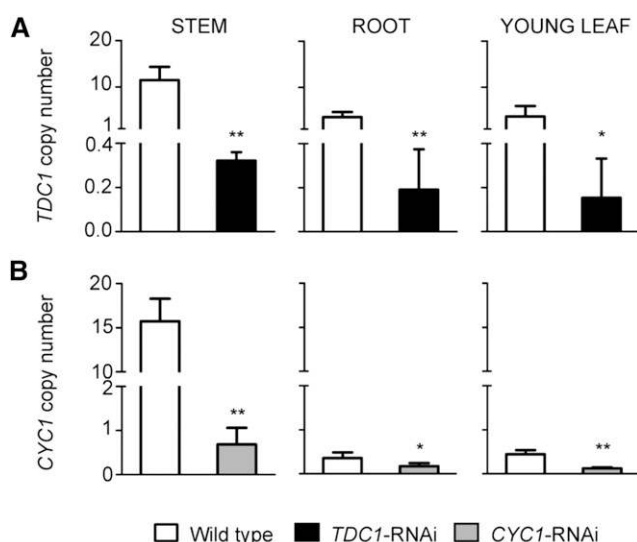 A STEM ROOT YOUNG LEAF
TDC1 copy number
20
10
1
0.4
0.2
0.0
** ** *
B
CYC1 copy number
20
15
10
2
1
0
** * **
Wild type TDC1-RNAi CYC1-RNAi